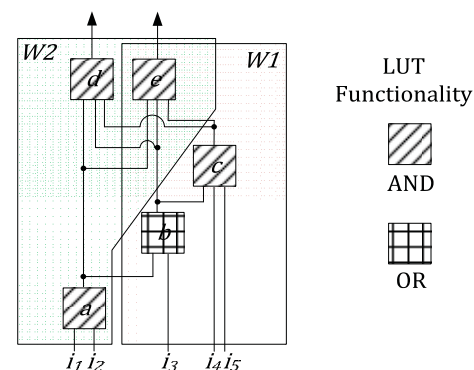 W2
W1
d
e
c
b
a
i1 i2
i3
i4 i5
LUT
Functionality
AND
OR